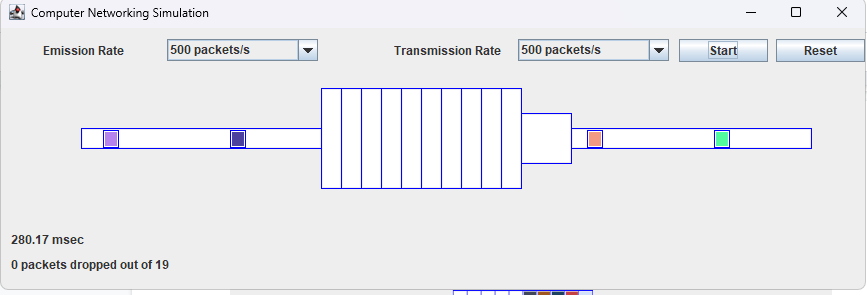 Computer Networking Simulation
Emission Rate 500 packets/s Transmission Rate 500 packets/s Start Reset
280.17 msec
0 packets dropped out of 19